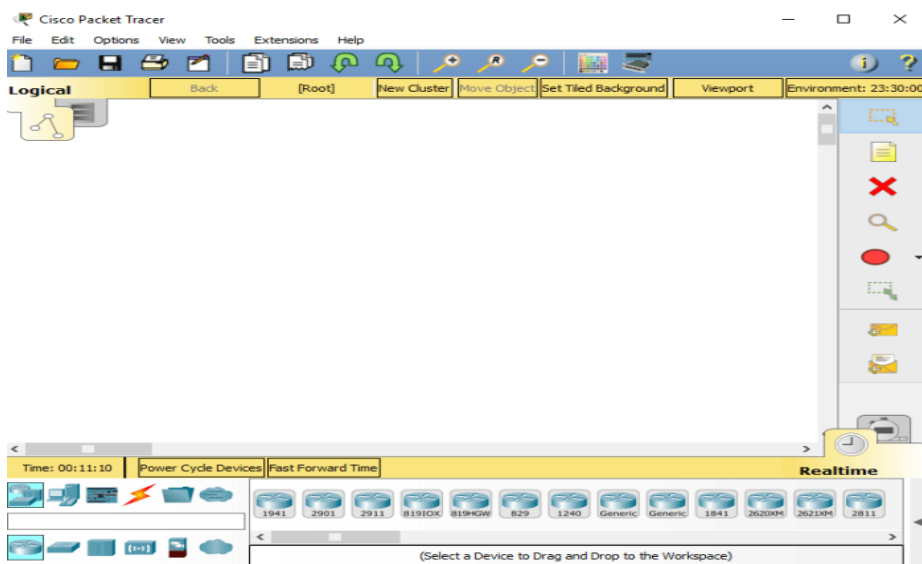 Cisco Packet Tracer
File Edit Options View Tools Extensions Help
Logical Back [Root] New Cluster Move Object Set Tiled Background Viewport Environment: 23:30:00
Time: 00:11:10 Power Cycle Devices Fast Forward Time Realtime
1941 2901 2911 819IOX 819HGW 829 1240 Generic Generic 1841 2620XM 2621XM 2811
(Select a Device to Drag and Drop to the Workspace)